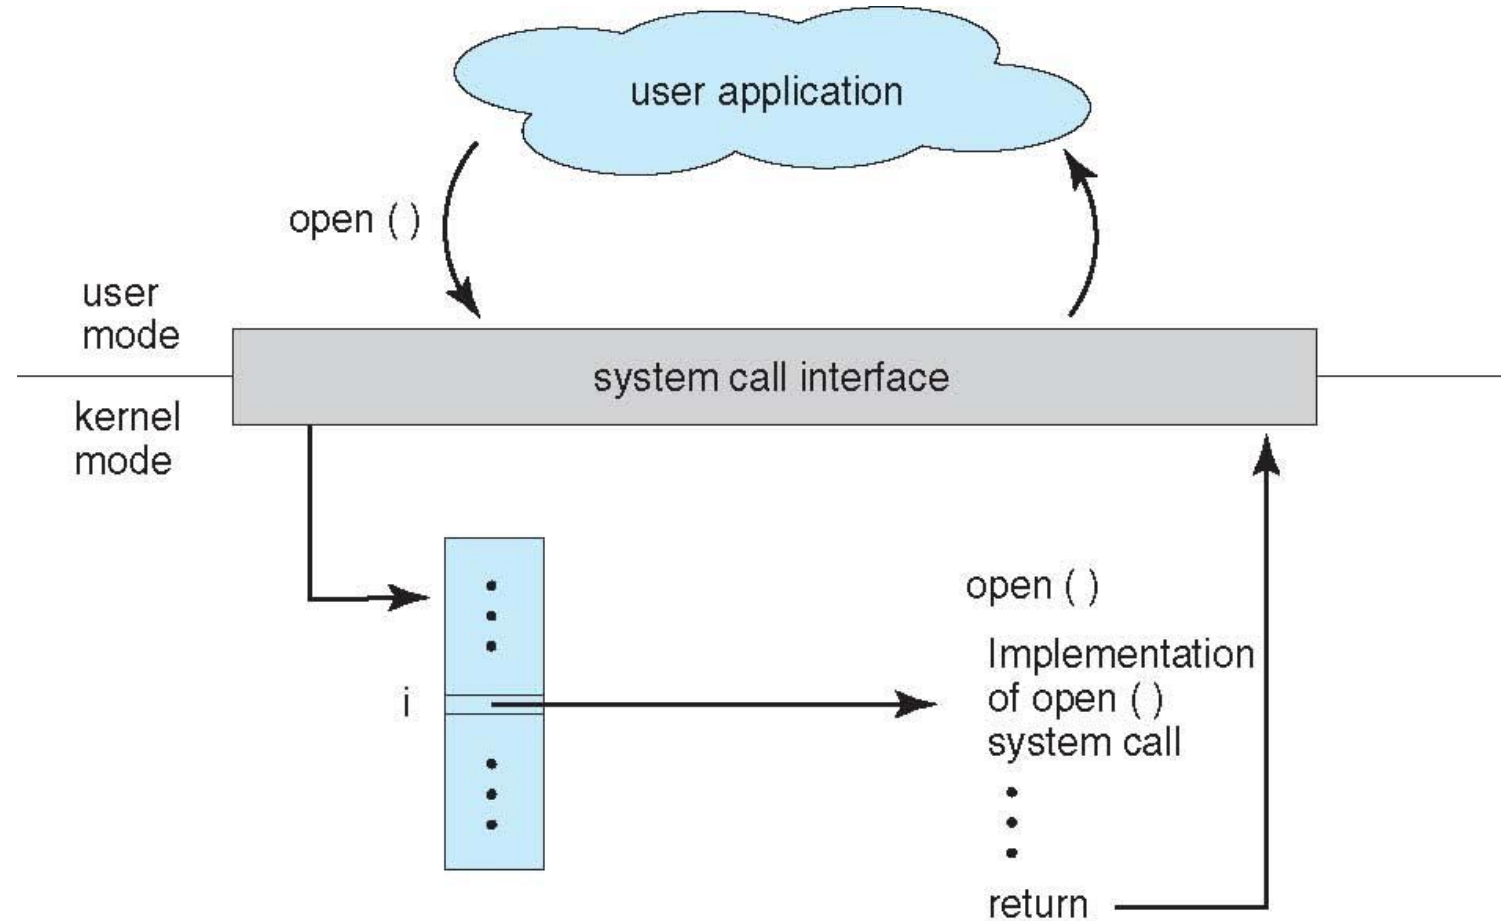 user application
open ( )
user
mode
system call interface
kernel
mode
open ( )
Implementation
of open ( )
system call
i
return